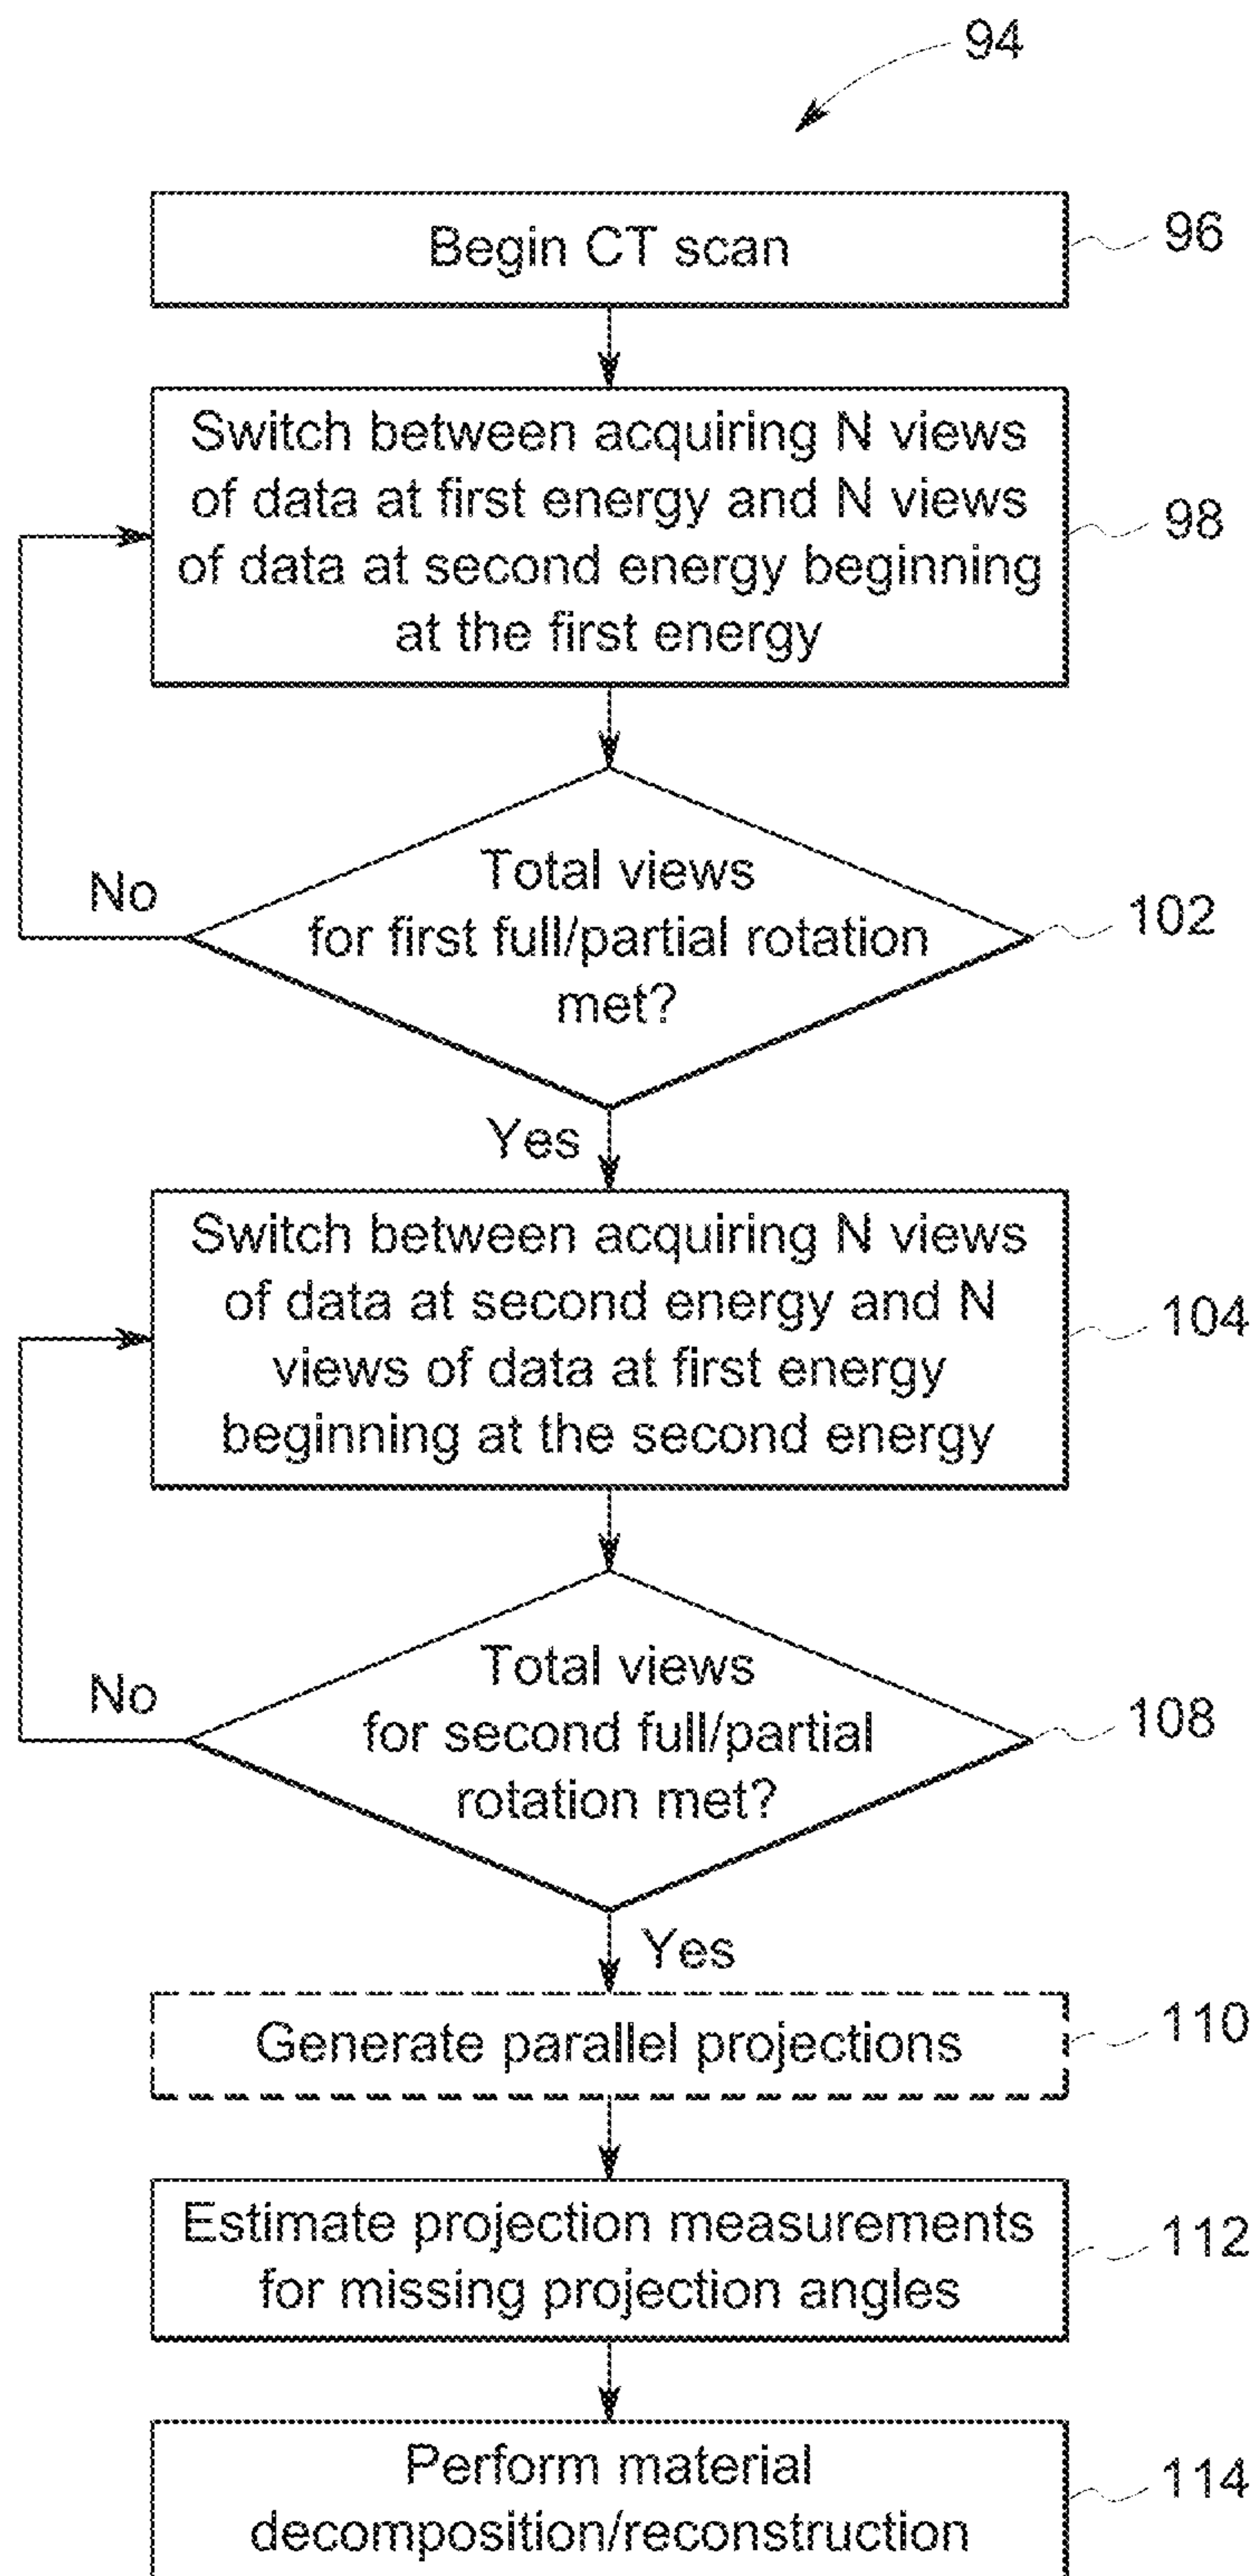 94
Begin CT scan
96
Switch between acquiring N views
of data at first energy and N views
of data at second energy beginning
at the first energy
98
Total views
for first full/partial rotation
met?
102
No
Yes
Switch between acquiring N views
of data at second energy and N
views of data at first energy
beginning at the second energy
104
Total views
for second full/partial
rotation met?
108
No
Yes
Generate parallel projections
110
Estimate projection measurements
for missing projection angles
112
Perform material
decomposition/reconstruction
114